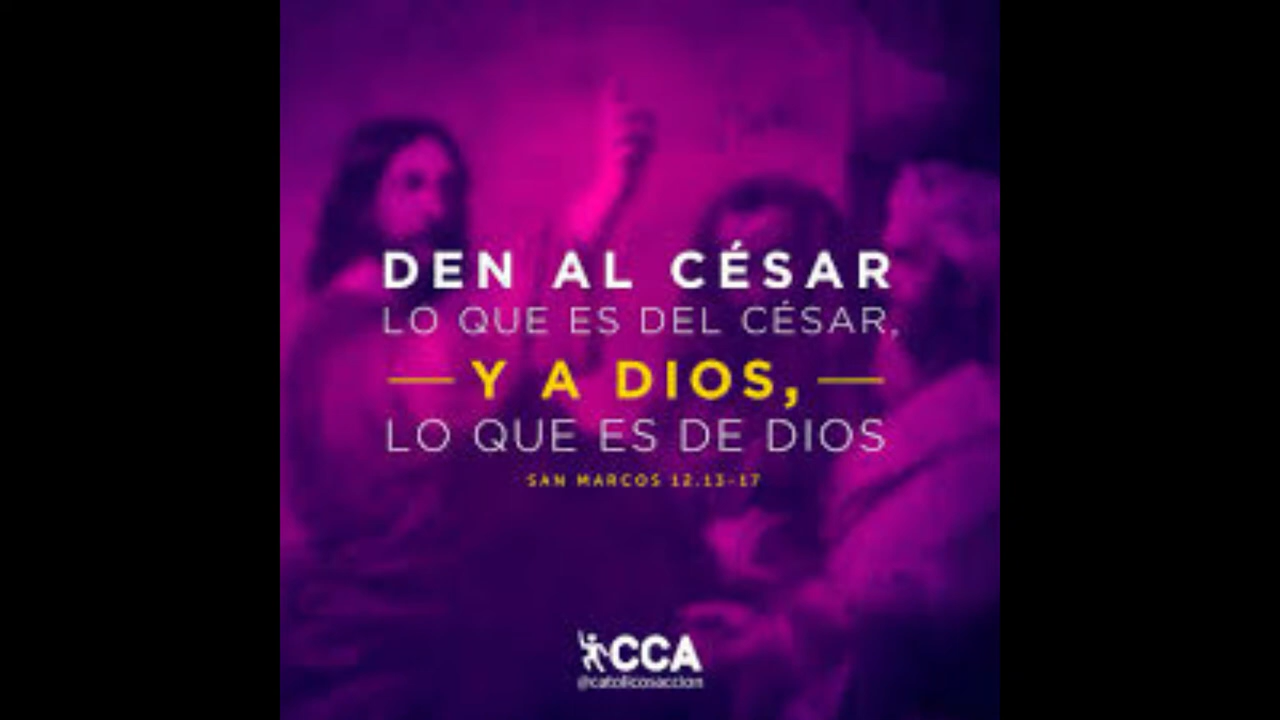 DEN AL CÉSAR
LO QUE ES DEL CÉSAR,
Y A DIOS,
LO QUE ES DE DIOS
SAN MARCOS 12.13-17
CCA
@catolicosaccion